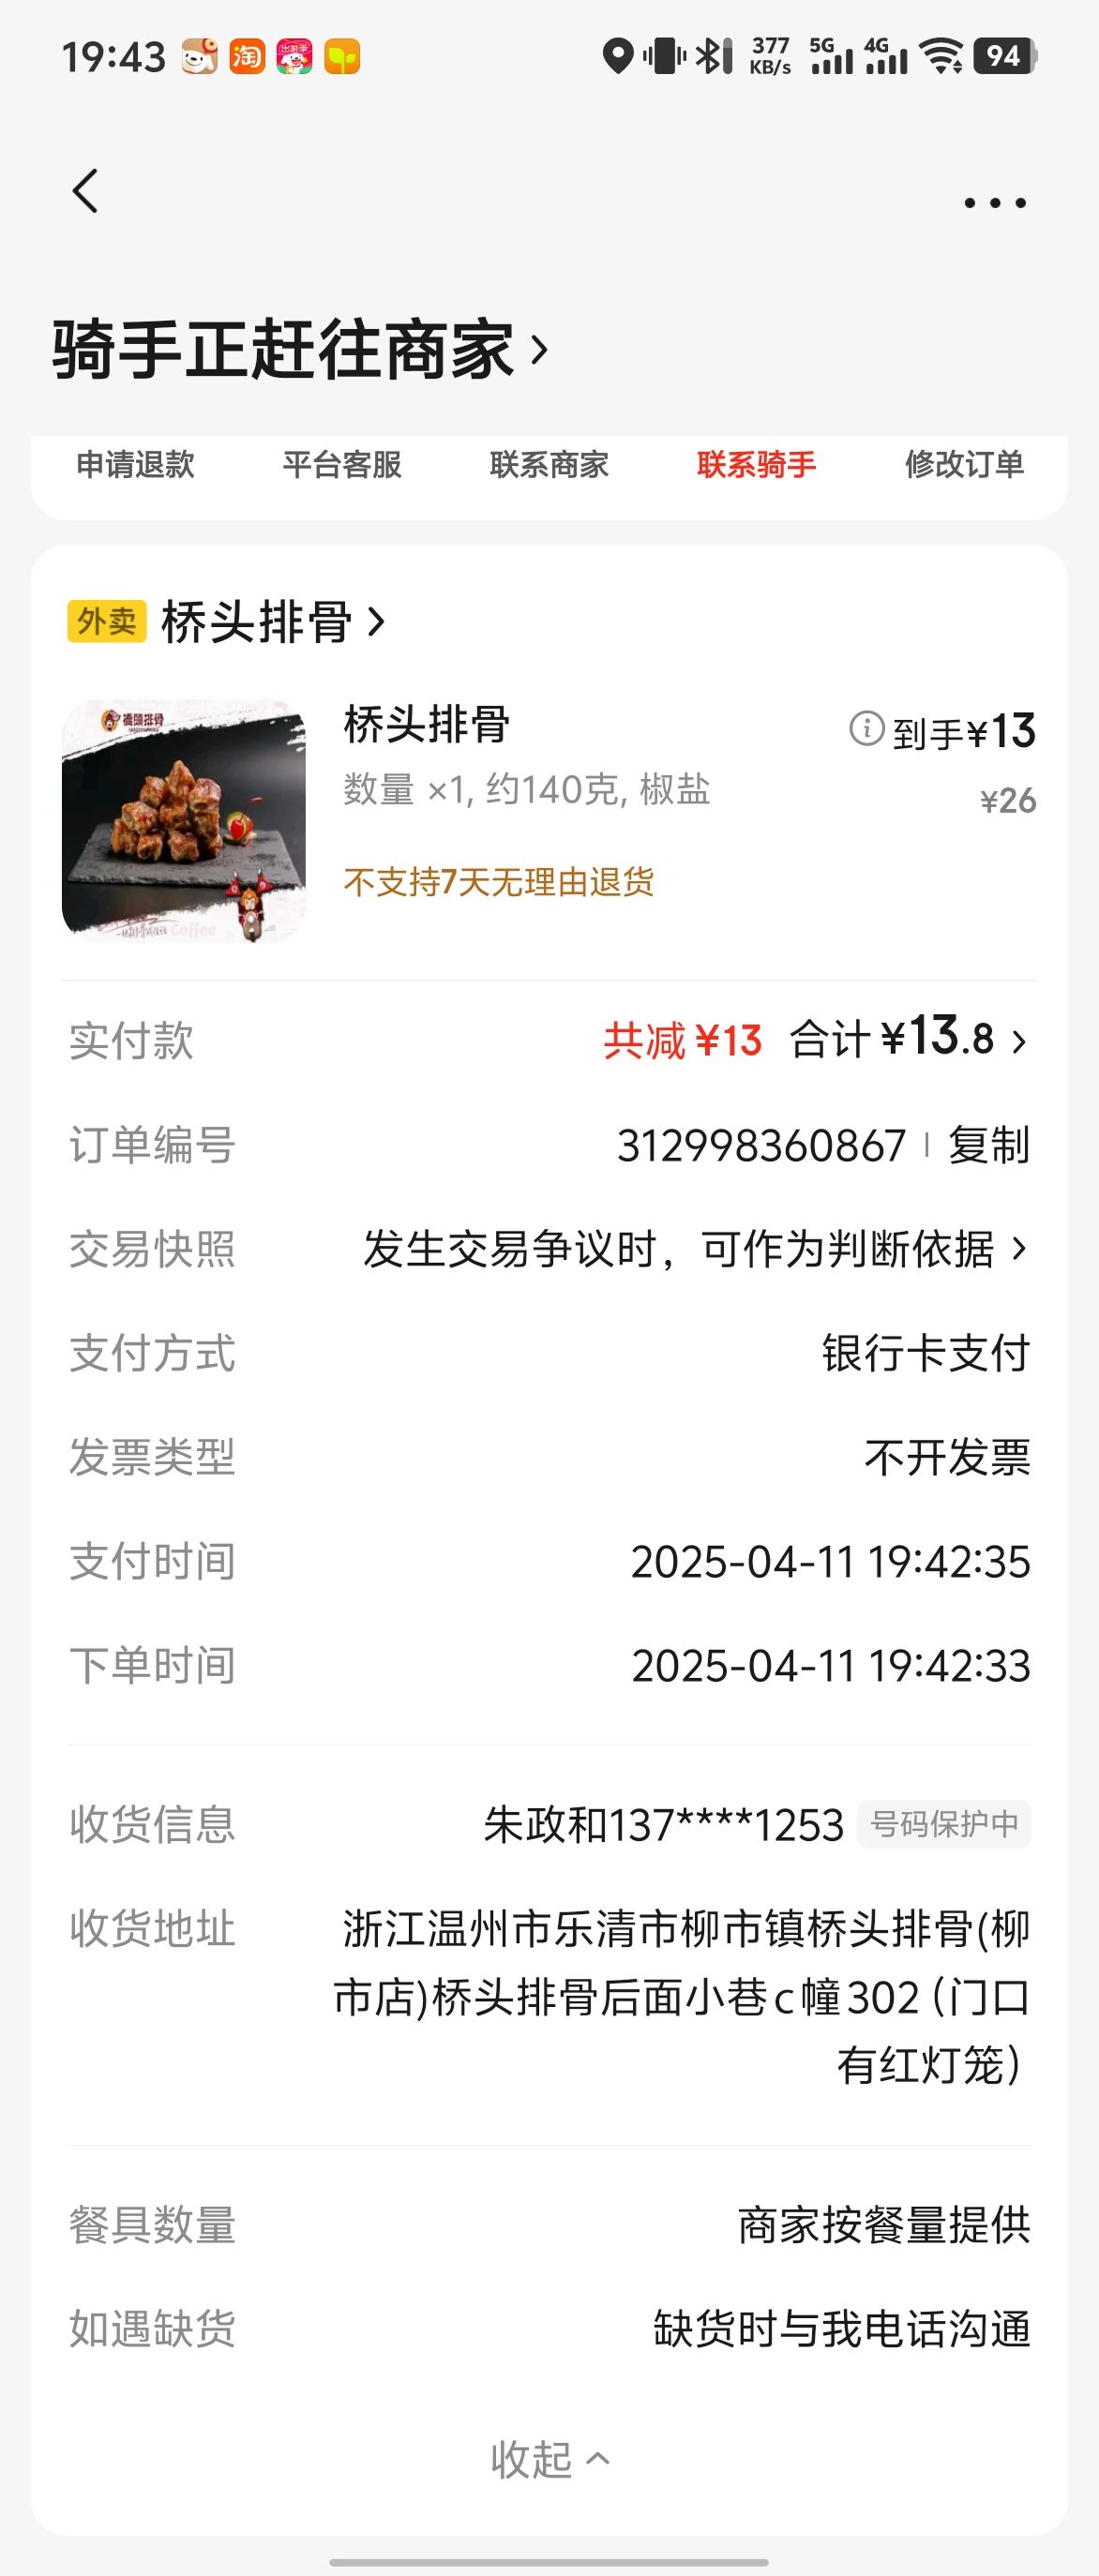 19:43
淘
377 KB/s 5G 4G 94
骑手正赶往商家
申请退款 平台客服 联系商家 联系骑手 修改订单
外卖 桥头排骨
橋頭排骨
桥头排骨 到手¥13
数量 ×1, 约140克, 椒盐 ¥26
不支持7天无理由退货
Coffee
实付款 共减 ¥13 合计 ¥13.8
订单编号 312998360867 复制
交易快照 发生交易争议时，可作为判断依据
支付方式 银行卡支付
发票类型 不开发票
支付时间 2025-04-11 19:42:35
下单时间 2025-04-11 19:42:33
收货信息 朱政和137****1253 号码保护中
收货地址 浙江温州市乐清市柳市镇桥头排骨(柳
市店)桥头排骨后面小巷c幢302 (门口
有红灯笼）
餐具数量 商家按餐量提供
如遇缺货 缺货时与我电话沟通
收起